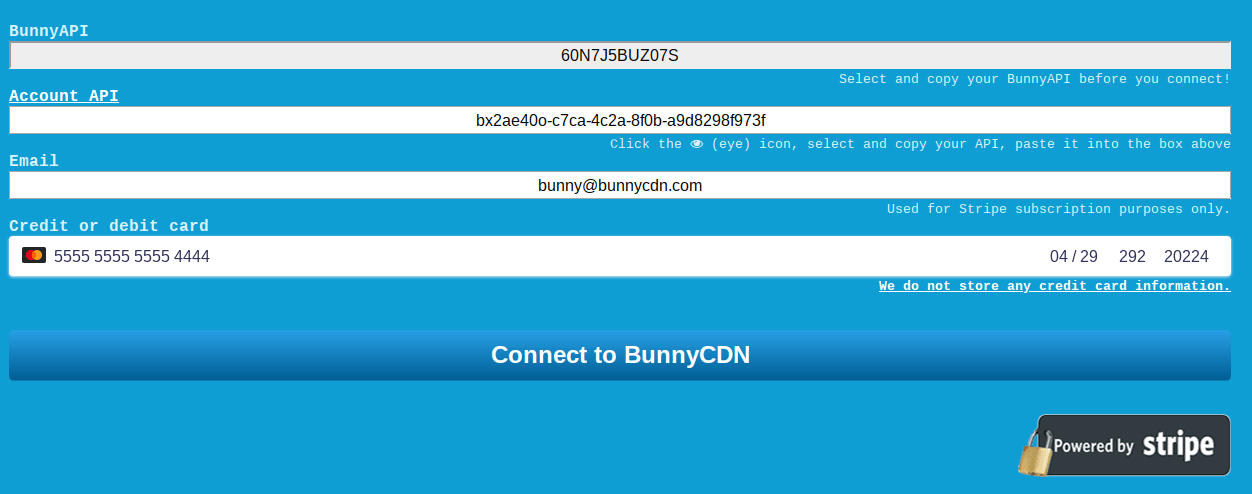 BunnyAPI
60N7J5BUZ07S
Select and copy your BunnyAPI before you connect!
Account API
bx2ae40o-c7ca-4c2a-8f0b-a9d8298f973f
Click the (eye) icon, select and copy your API, paste it into the box above
Email
bunny@bunnycdn.com
Used for Stripe subscription purposes only.
Credit or debit card
5555 5555 5555 4444 04 / 29 292 20224
We do not store any credit card information.
Connect to BunnyCDN
Powered by stripe